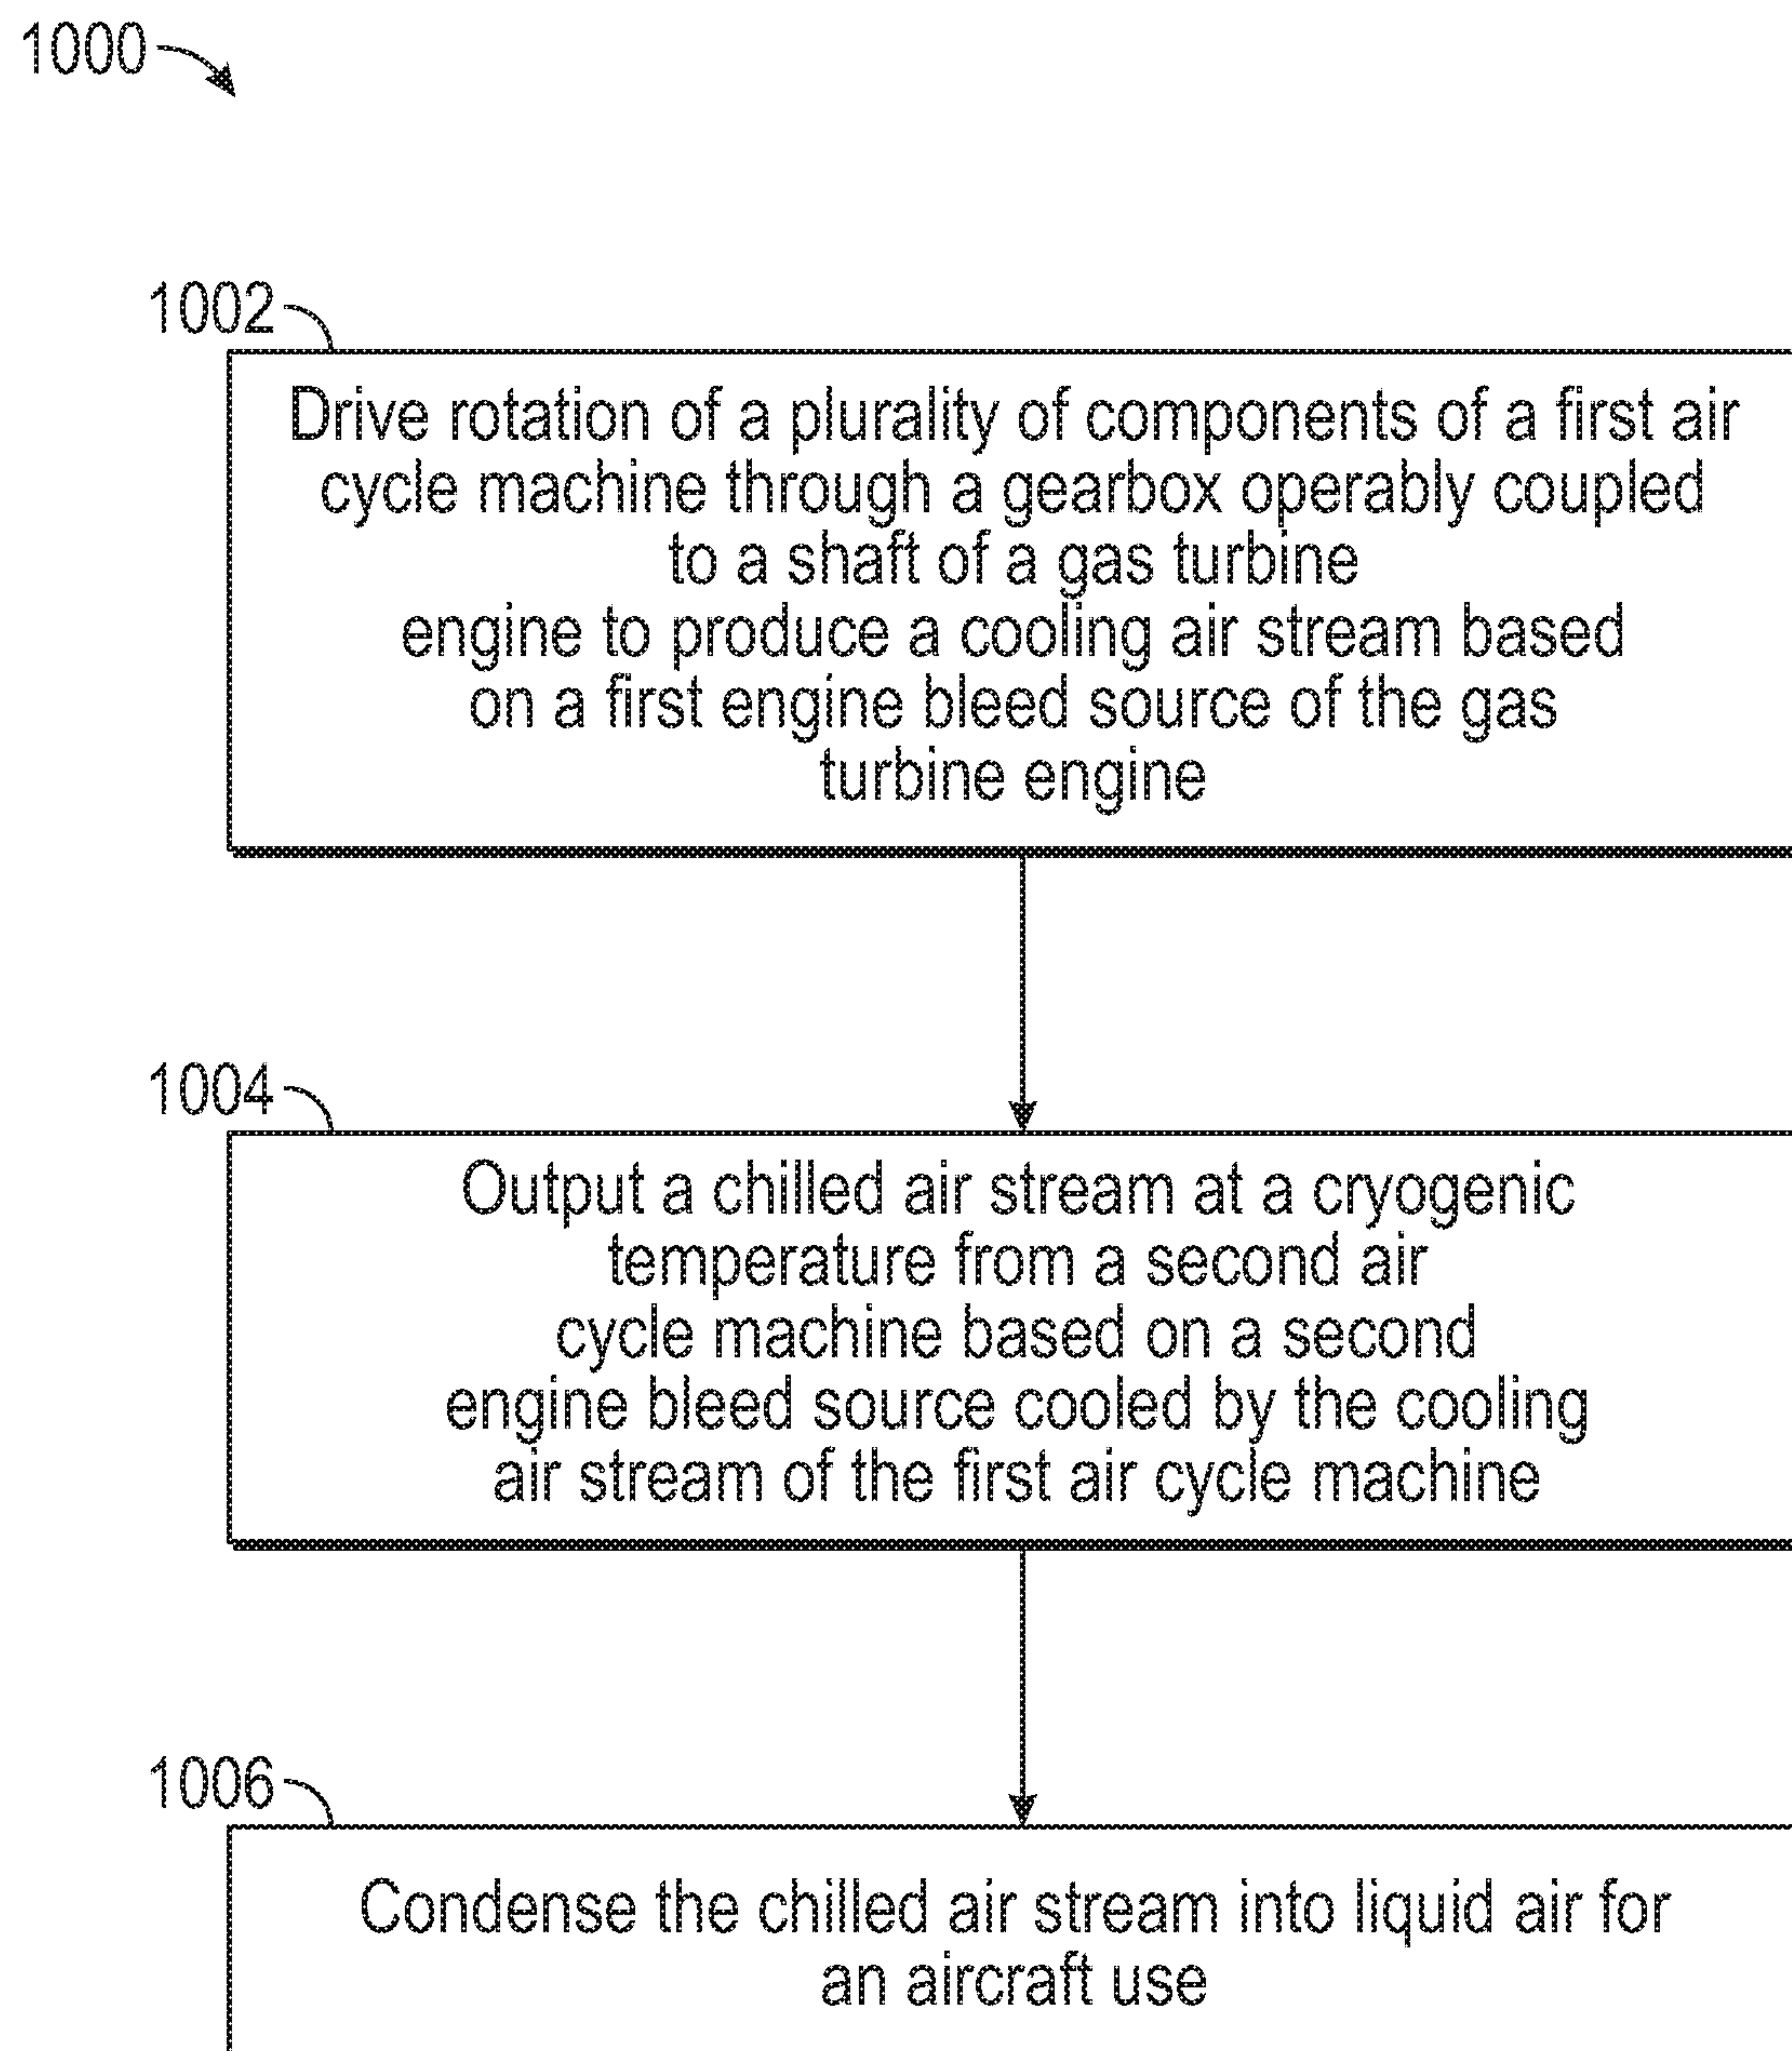 1000
1002
Drive rotation of a plurality of components of a first air
cycle machine through a gearbox operably coupled
to a shaft of a gas turbine
engine to produce a cooling air stream based
on a first engine bleed source of the gas
turbine engine
1004
Output a chilled air stream at a cryogenic
temperature from a second air
cycle machine based on a second
engine bleed source cooled by the cooling
air stream of the first air cycle machine
1006
Condense the chilled air stream into liquid air for
an aircraft use